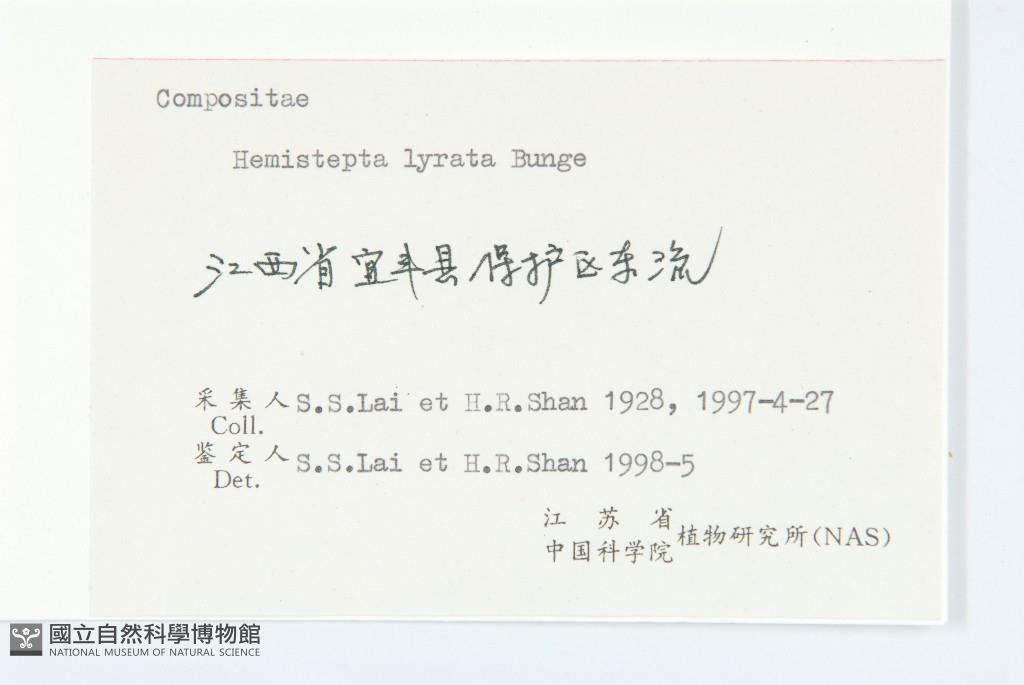 Compositae
Hemistepta lyrata Bunge
江西省宜丰县保护区东流
采集人 S.S.Lai et H.R.Shan 1928, 1997-4-27
Coll.
鉴定人 S.S.Lai et H.R.Shan 1998-5
Det.
江苏省
中国科学院 植物研究所(NAS)
國立自然科學博物館
NATIONAL MUSEUM OF NATURAL SCIENCE